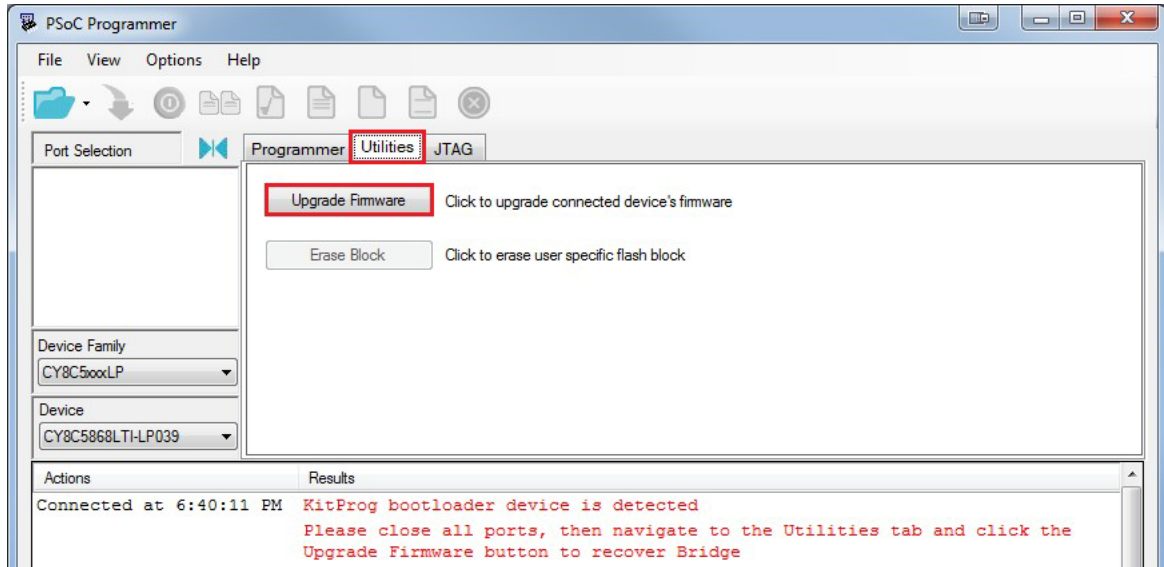 PSoC Programmer
File View Options Help
Port Selection
Programmer Utilities JTAG
Upgrade Firmware Click to upgrade connected device's firmware
Erase Block Click to erase user specific flash block
Device Family
CY8C5xxxLP
Device
CY8C5868LTI-LP039
Actions Results
Connected at 6:40:11 PM KitProg bootloader device is detected
Please close all ports, then navigate to the Utilities tab and click the
Upgrade Firmware button to recover Bridge